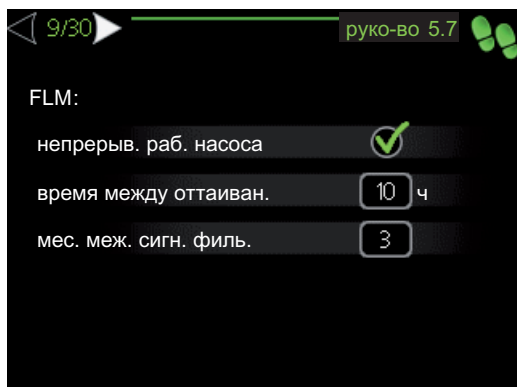 9/30 руко-во 5.7
FLM:
непрерыв. раб. насоса
время между оттаиван. 10 ч
мес. меж. сигн. филь. 3